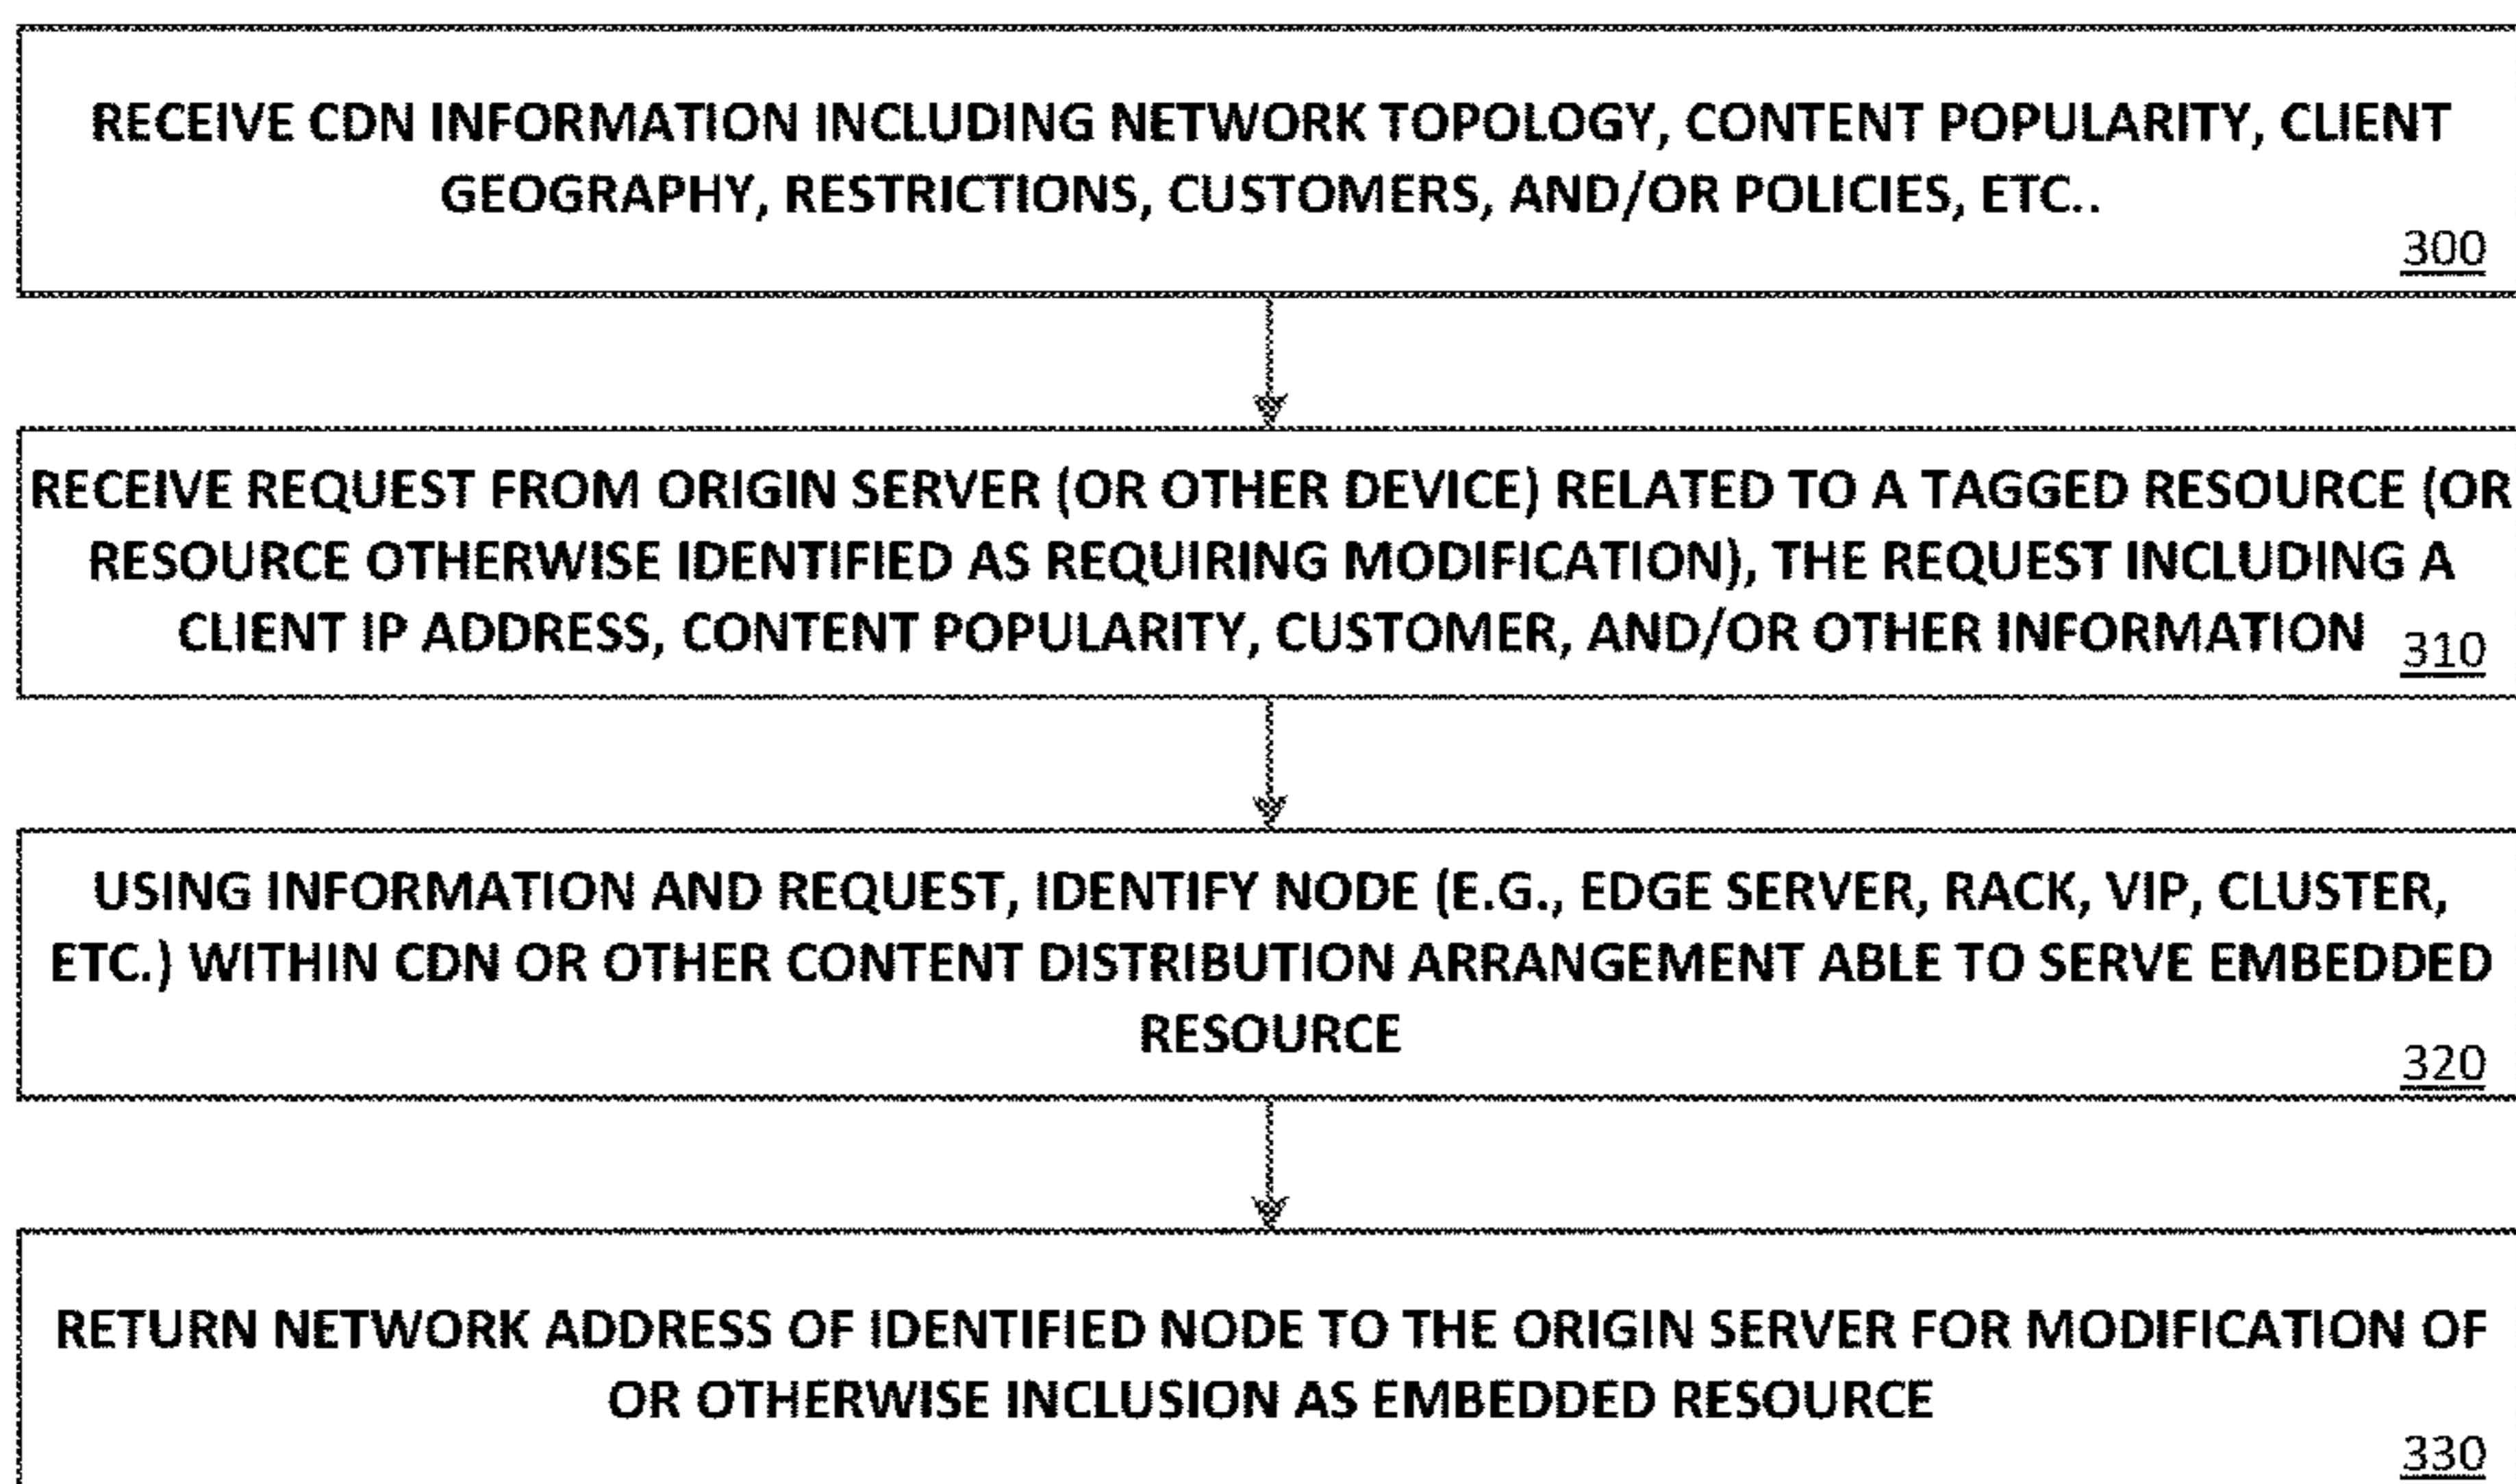 RECEIVE CDN INFORMATION INCLUDING NETWORK TOPOLOGY, CONTENT POPULARITY, CLIENT
GEOGRAPHY, RESTRICTIONS, CUSTOMERS, AND/OR POLICIES, ETC..
300
RECEIVE REQUEST FROM ORIGIN SERVER (OR OTHER DEVICE) RELATED TO A TAGGED RESOURCE (OR
RESOURCE OTHERWISE IDENTIFIED AS REQUIRING MODIFICATION), THE REQUEST INCLUDING A
CLIENT IP ADDRESS, CONTENT POPULARITY, CUSTOMER, AND/OR OTHER INFORMATION
310
USING INFORMATION AND REQUEST, IDENTIFY NODE (E.G., EDGE SERVER, RACK, VIP, CLUSTER,
ETC.) WITHIN CDN OR OTHER CONTENT DISTRIBUTION ARRANGEMENT ABLE TO SERVE EMBEDDED
RESOURCE
320
RETURN NETWORK ADDRESS OF IDENTIFIED NODE TO THE ORIGIN SERVER FOR MODIFICATION OF
OR OTHERWISE INCLUSION AS EMBEDDED RESOURCE
330